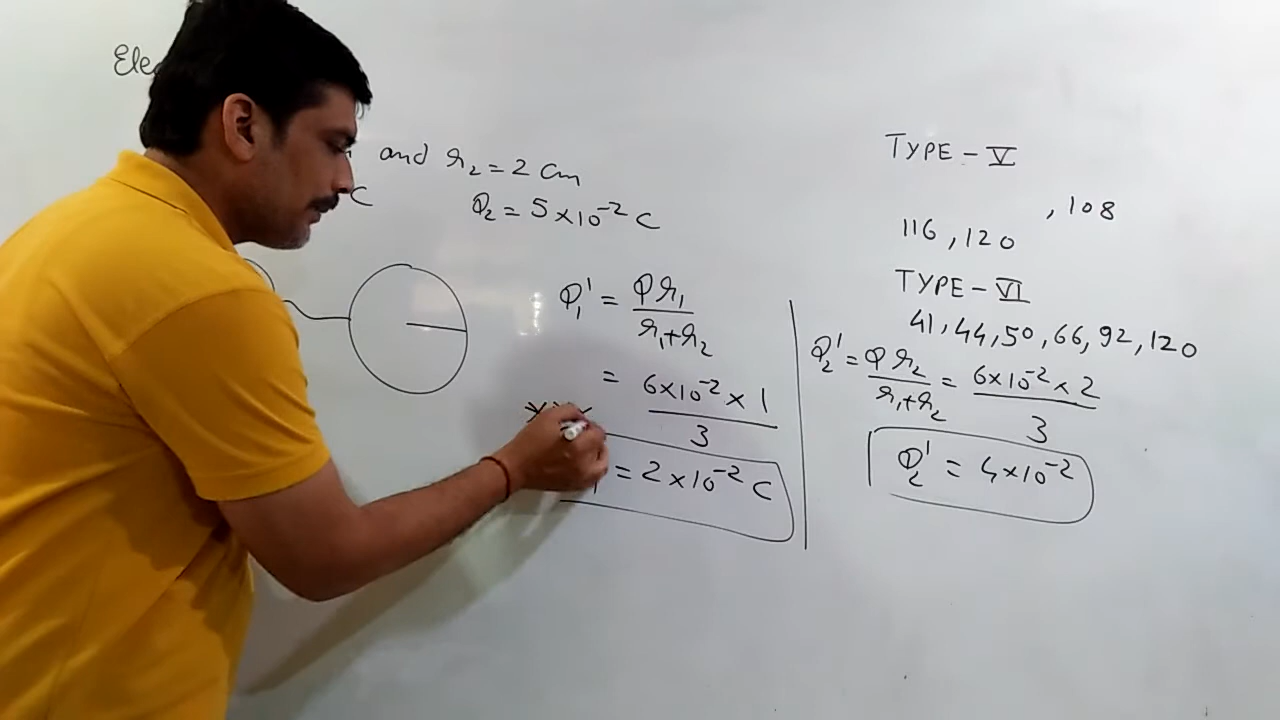 Ele
and r₂ = 2 cm
C
Q₂ = 5 × 10⁻² C
Q₁' = Qr₁ / r₁+r₂
= 6×10⁻² × 1 / 3
= 2 × 10⁻² C
TYPE - V
, 108
116, 120
TYPE - VI
41, 44, 50, 66, 92, 120
Q₂' = Qr₂ / r₁+r₂ = 6×10⁻² × 2 / 3
Q₂' = 4×10⁻²